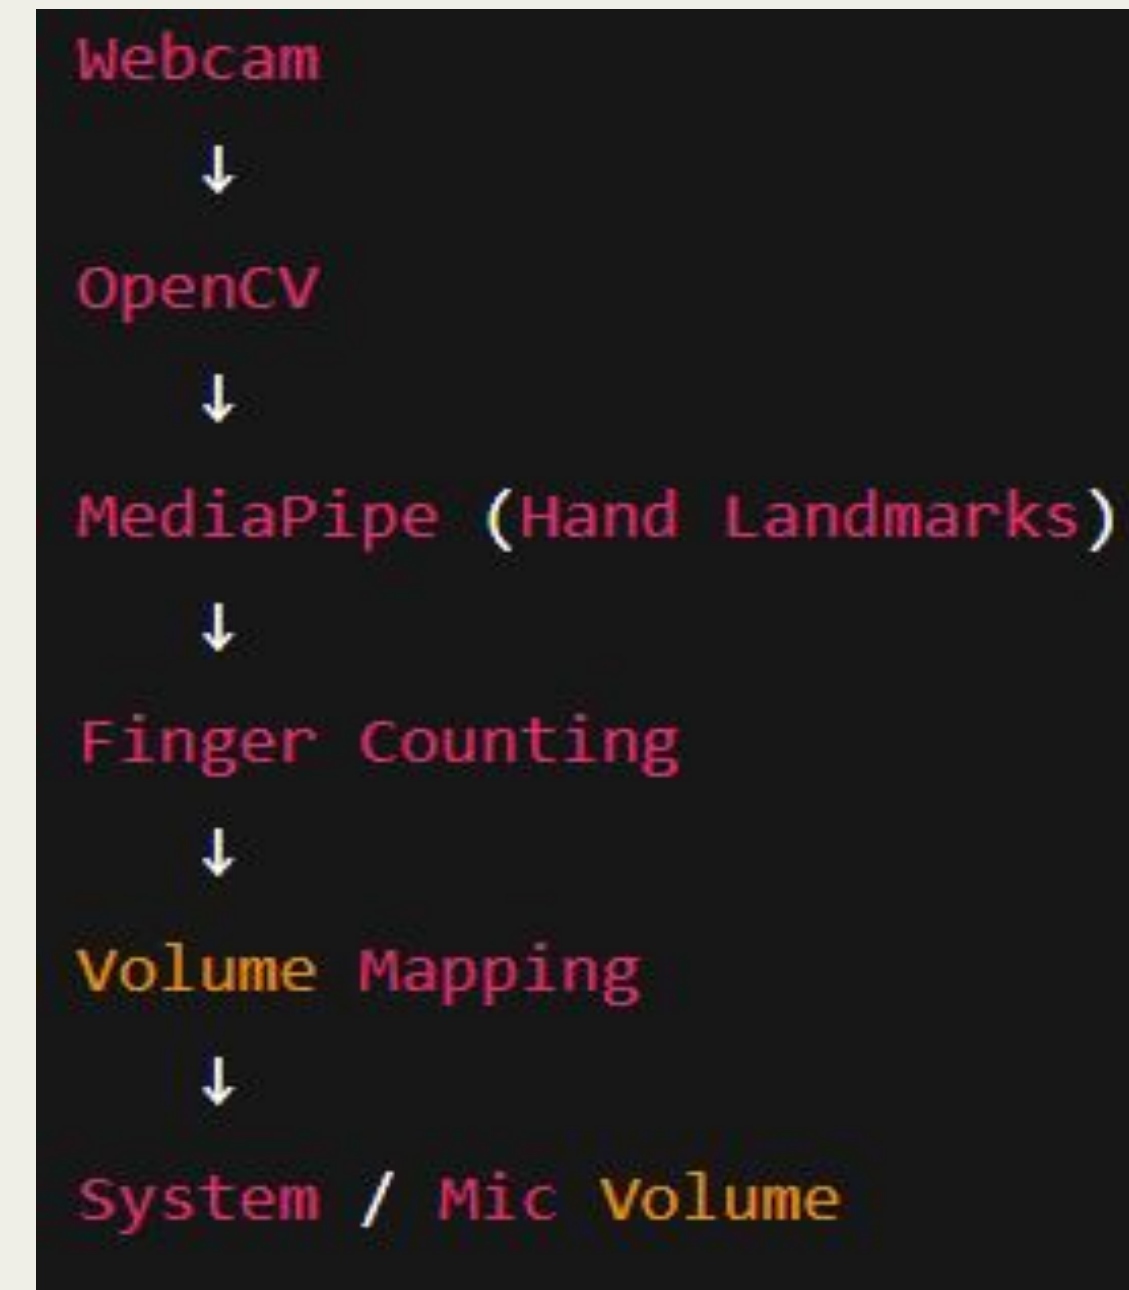 Webcam
↓
OpenCV
↓
MediaPipe (Hand Landmarks)
↓
Finger Counting
↓
Volume Mapping
↓
System / Mic Volume